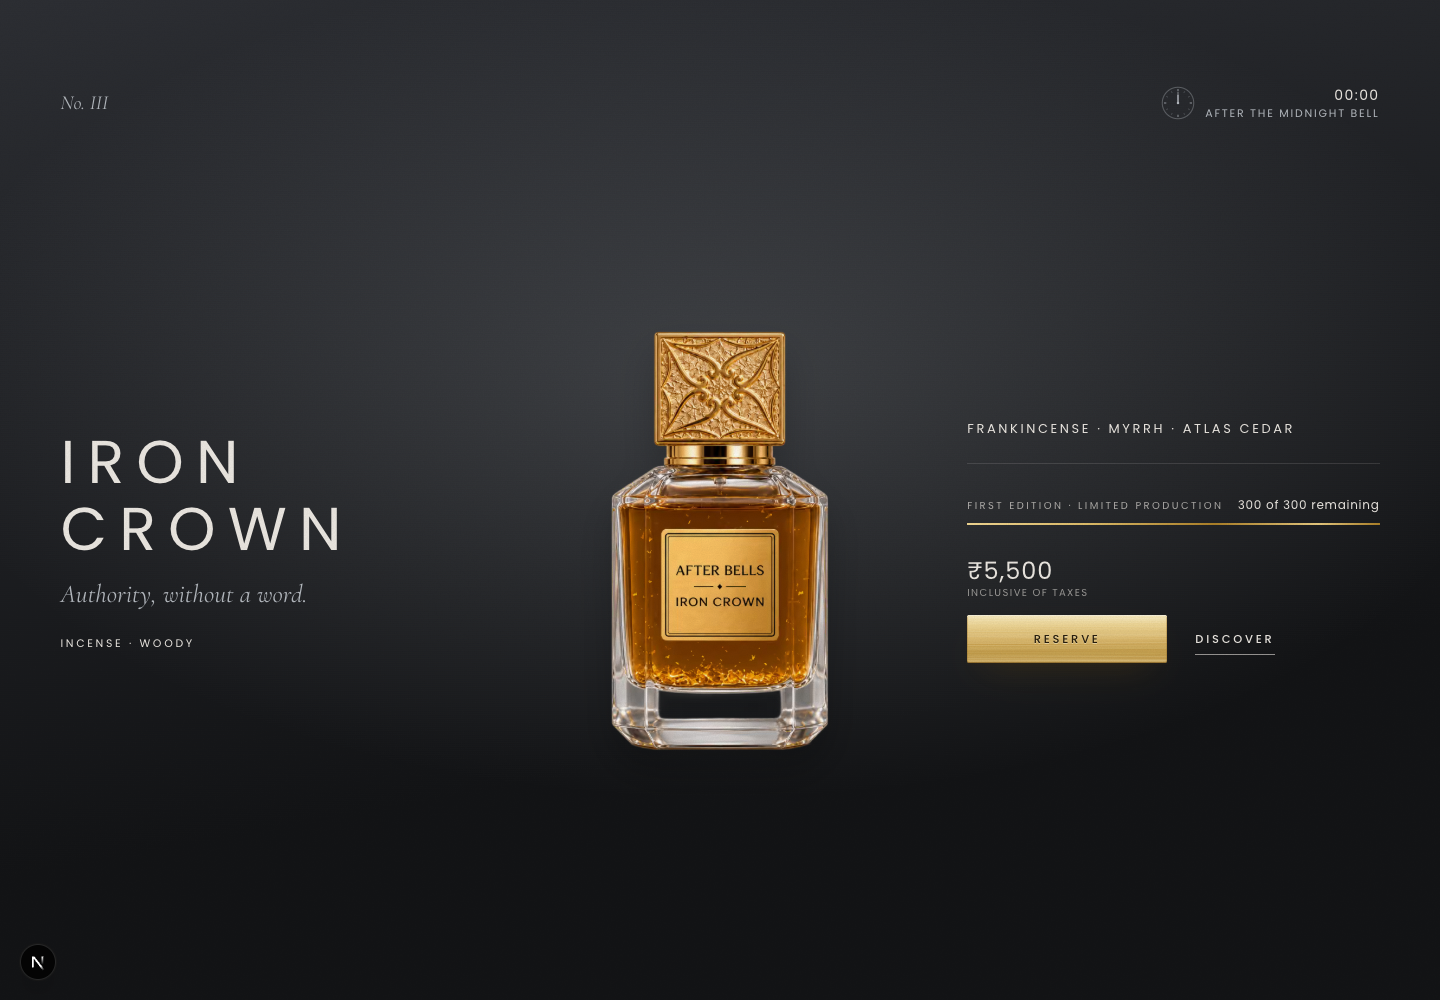 No. III
00:00
AFTER THE MIDNIGHT BELL
IRON
CROWN
Authority, without a word.
INCENSE · WOODY
AFTER BELLS
IRON CROWN
FRANKINCENSE · MYRRH · ATLAS CEDAR
FIRST EDITION · LIMITED PRODUCTION 300 of 300 remaining
₹5,500
INCLUSIVE OF TAXES
RESERVE
DISCOVER
N